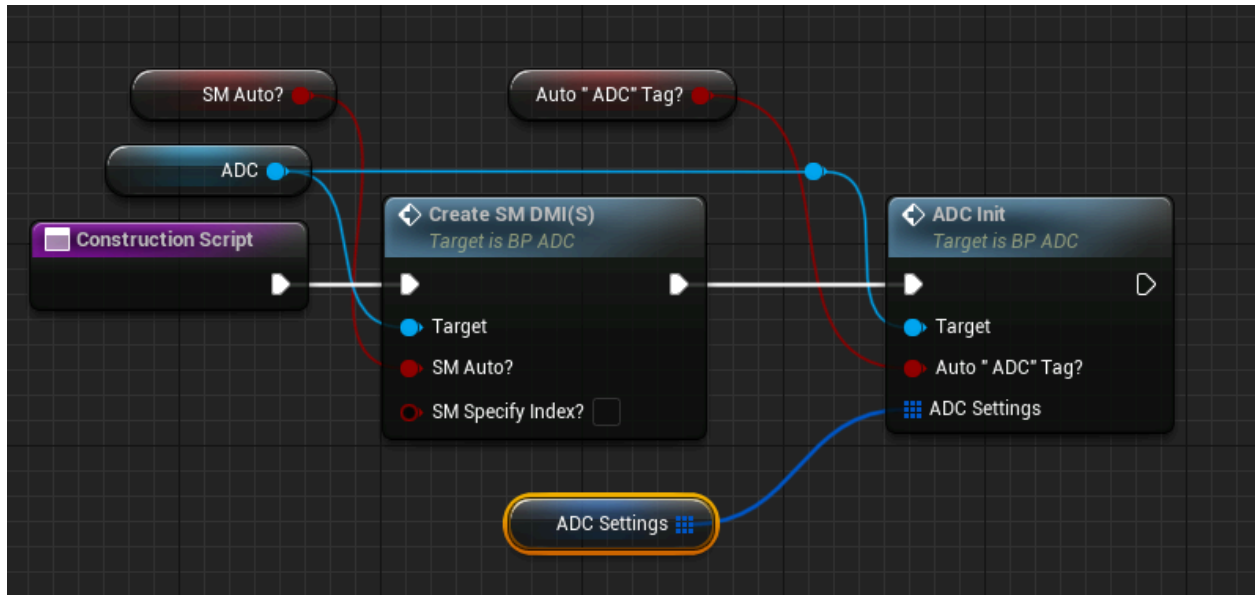 SM Auto?
Auto " ADC" Tag?
ADC
Construction Script
Create SM DMI(S)
Target is BP ADC
Target
SM Auto?
SM Specify Index?
ADC Init
Target is BP ADC
Target
Auto " ADC" Tag?
ADC Settings
ADC Settings